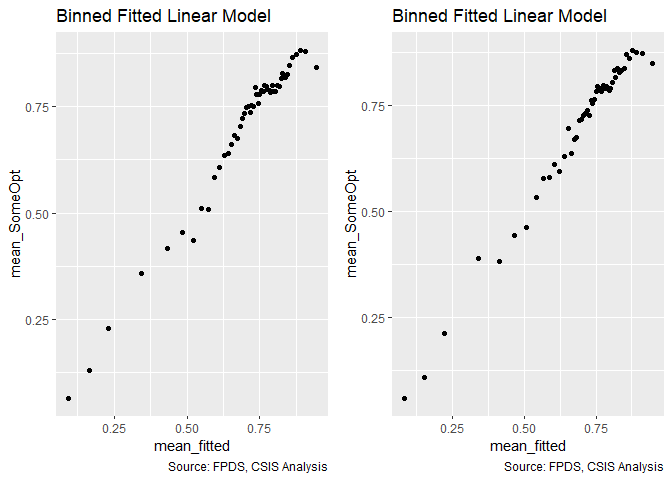 Binned Fitted Linear Model
mean_SomeOpt
0.75
0.50
0.25
0.25 0.50 0.75
mean_fitted
Source: FPDS, CSIS Analysis
Binned Fitted Linear Model
mean_SomeOpt
0.75
0.50
0.25
0.25 0.50 0.75
mean_fitted
Source: FPDS, CSIS Analysis